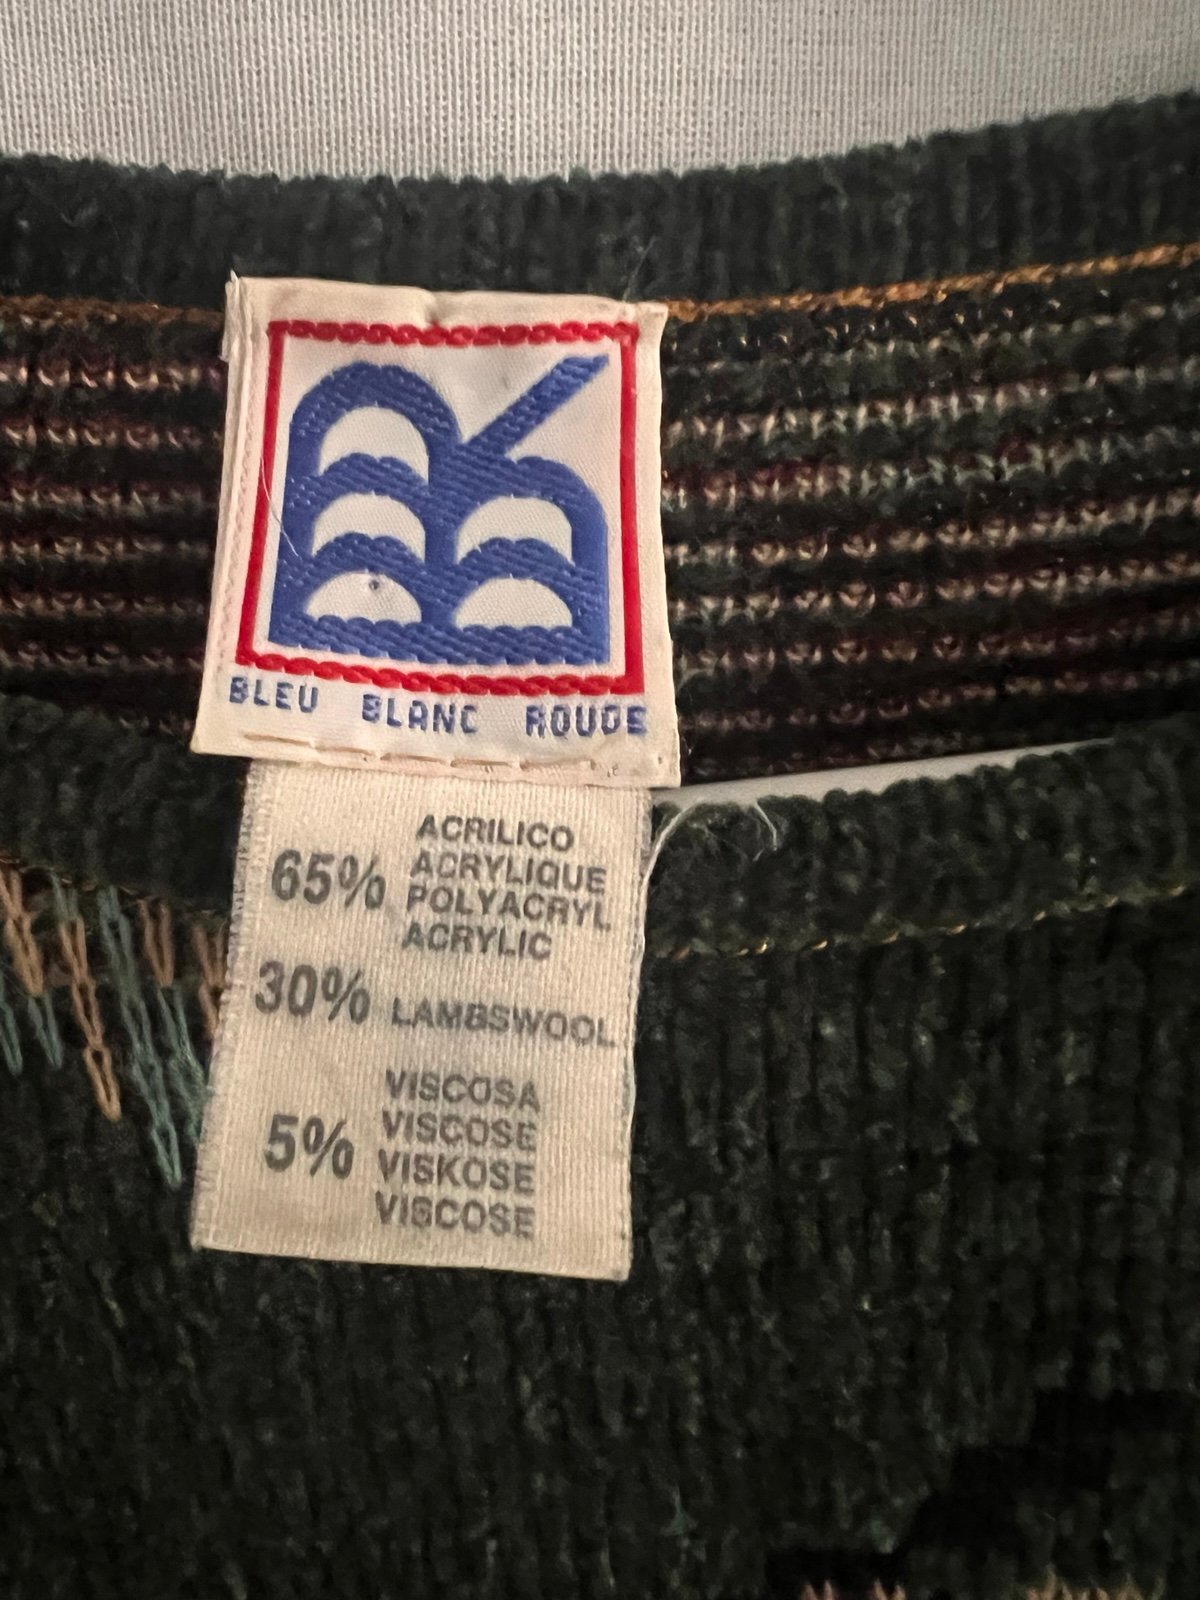 BLEU BLANC ROUGE
ACRILICO
65% ACRYLIQUE
POLYACRYL
ACRYLIC
30% LAMBSWOOL
VISCOSA
5% VISCOSE
VISKOSE
VISCOSE